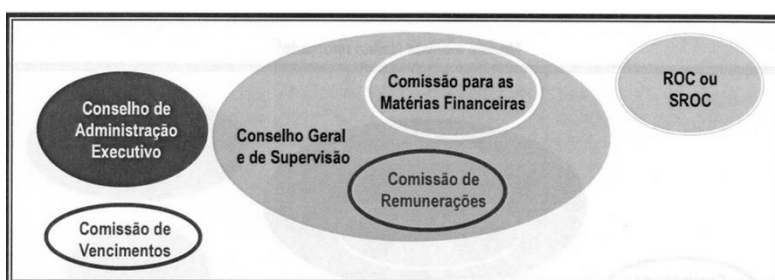 Conselho de
Administração
Executivo
Comissão de
Vencimentos
Conselho Geral
e de Supervisão
Comissão para as
Matérias Financeiras
Comissão de
Remunerações
ROC ou
SROC